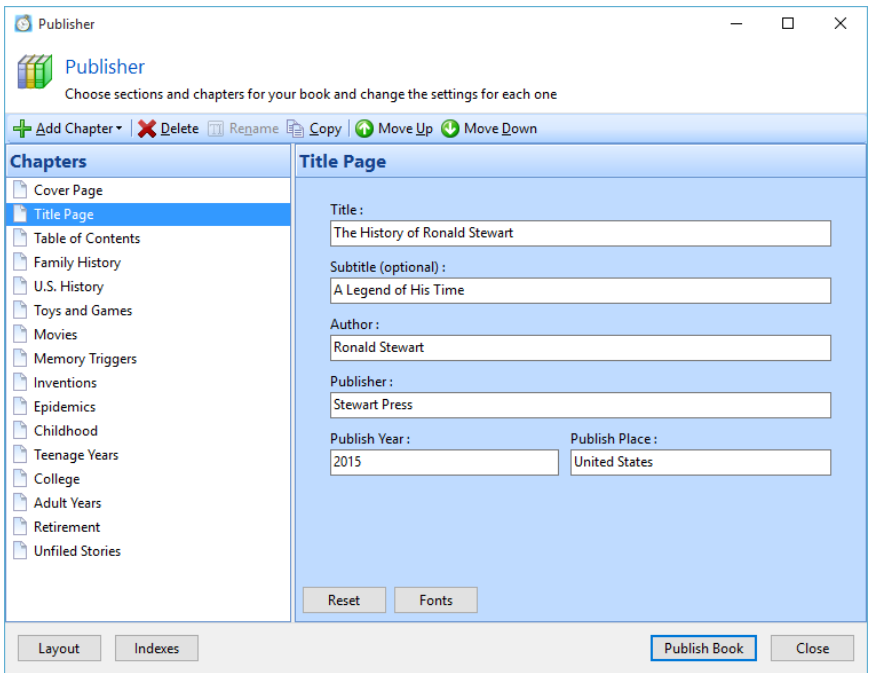 Publisher
Publisher
Choose sections and chapters for your book and change the settings for each one
Add Chapter Delete Rename Copy Move Up Move Down
Chapters
Cover Page
Title Page
Table of Contents
Family History
U.S. History
Toys and Games
Movies
Memory Triggers
Inventions
Epidemics
Childhood
Teenage Years
College
Adult Years
Retirement
Unfiled Stories
Title Page
Title :
The History of Ronald Stewart
Subtitle (optional) :
A Legend of His Time
Author :
Ronald Stewart
Publisher :
Stewart Press
Publish Year : Publish Place :
2015 United States
Reset Fonts
Layout Indexes Publish Book Close